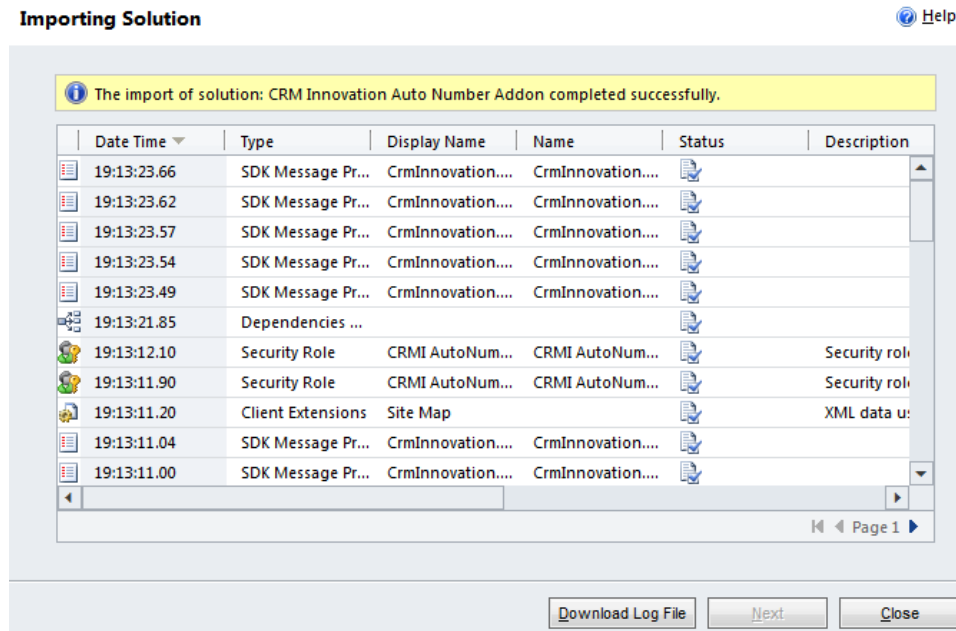 Importing Solution
Help
The import of solution: CRM Innovation Auto Number Addon completed successfully.
Date Time Type Display Name Name Status Description
19:13:23.66 SDK Message Pr... CrmInnovation.... CrmInnovation....
19:13:23.62 SDK Message Pr... CrmInnovation.... CrmInnovation....
19:13:23.57 SDK Message Pr... CrmInnovation.... CrmInnovation....
19:13:23.54 SDK Message Pr... CrmInnovation.... CrmInnovation....
19:13:23.49 SDK Message Pr... CrmInnovation.... CrmInnovation....
19:13:21.85 Dependencies ...
19:13:12.10 Security Role CRMI AutoNum... CRMI AutoNum... Security rol
19:13:11.90 Security Role CRMI AutoNum... CRMI AutoNum... Security rol
19:13:11.20 Client Extensions Site Map XML data u
19:13:11.04 SDK Message Pr... CrmInnovation.... CrmInnovation....
19:13:11.00 SDK Message Pr... CrmInnovation.... CrmInnovation....
Page 1
Download Log File Next Close